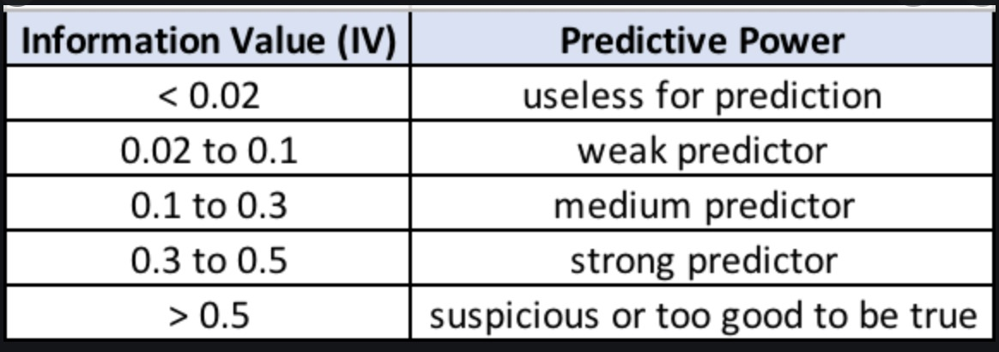 Information Value (IV) Predictive Power
< 0.02 useless for prediction
0.02 to 0.1 weak predictor
0.1 to 0.3 medium predictor
0.3 to 0.5 strong predictor
> 0.5 suspicious or too good to be true